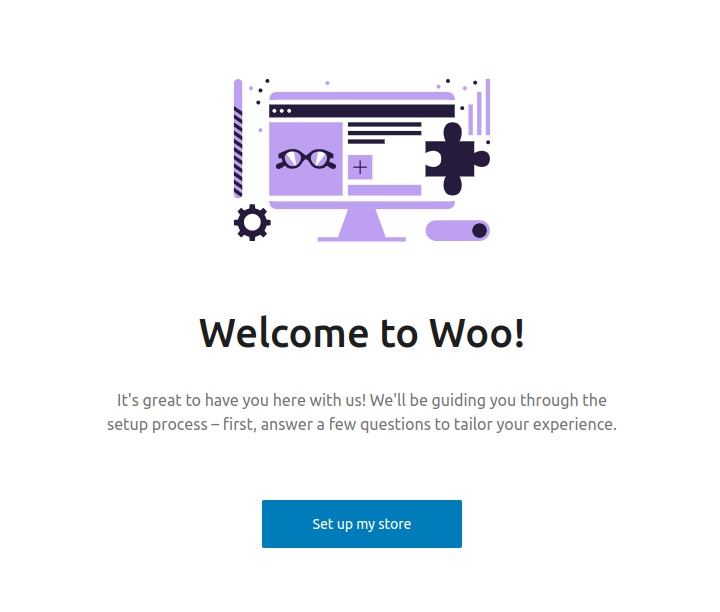 Welcome to Woo!
It's great to have you here with us! We'll be guiding you through the
setup process – first, answer a few questions to tailor your experience.
Set up my store